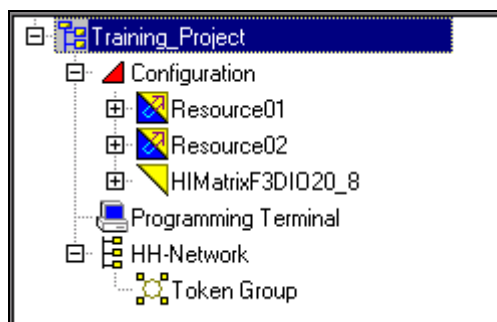 Training_Project
Configuration
Resource01
Resource02
HIMatrixF3DIO20_8
Programming Terminal
HH-Network
Token Group